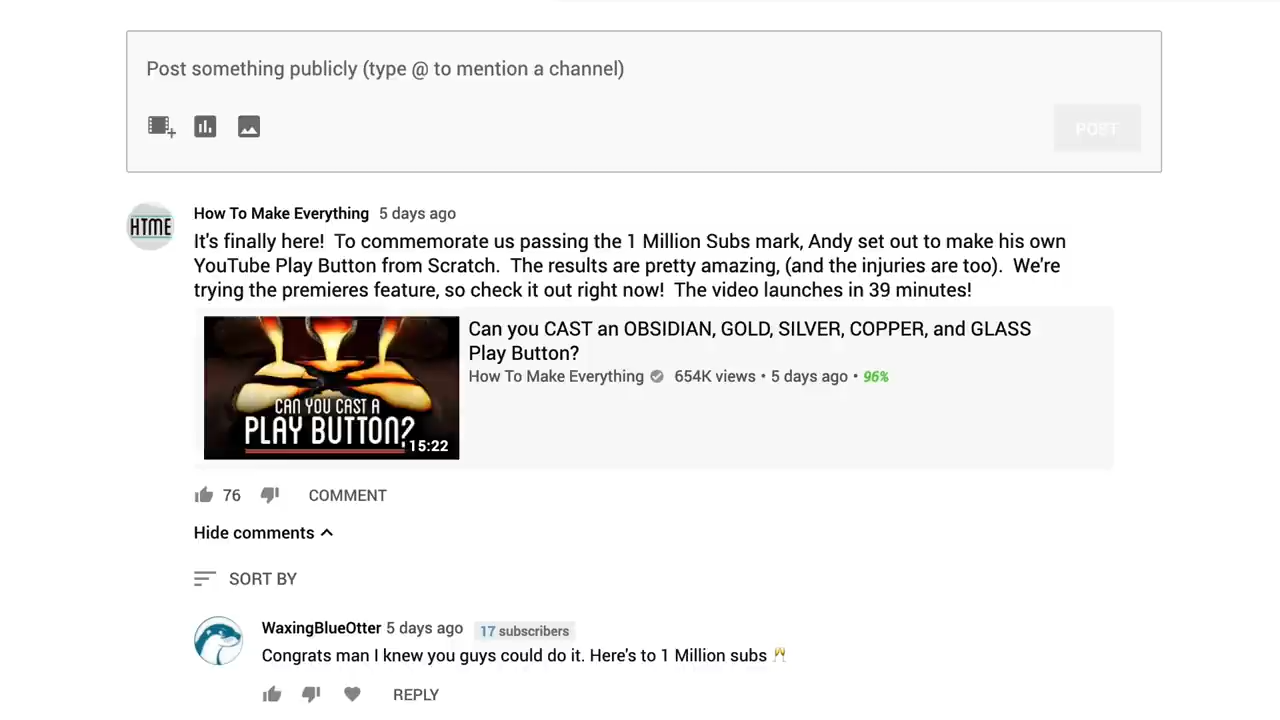 Post something publicly (type @ to mention a channel)
POST
HTME
How To Make Everything 5 days ago
It's finally here! To commemorate us passing the 1 Million Subs mark, Andy set out to make his own
YouTube Play Button from Scratch. The results are pretty amazing, (and the injuries are too). We're
trying the premieres feature, so check it out right now! The video launches in 39 minutes!
CAN YOU CAST A
PLAY BUTTON?
15:22
Can you CAST an OBSIDIAN, GOLD, SILVER, COPPER, and GLASS
Play Button?
How To Make Everything 654K views • 5 days ago • 96%
76 COMMENT
Hide comments
SORT BY
WaxingBlueOtter 5 days ago 17 subscribers
Congrats man I knew you guys could do it. Here's to 1 Million subs 🥂
REPLY